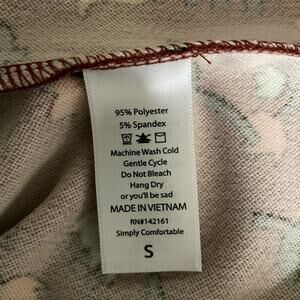 95% Polyester
5% Spandex
Machine Wash Cold
Gentle Cycle
Do Not Bleach
Hang Dry
or you'll be sad
MADE IN VIETNAM
RN#142161
Simply Comfortable
S